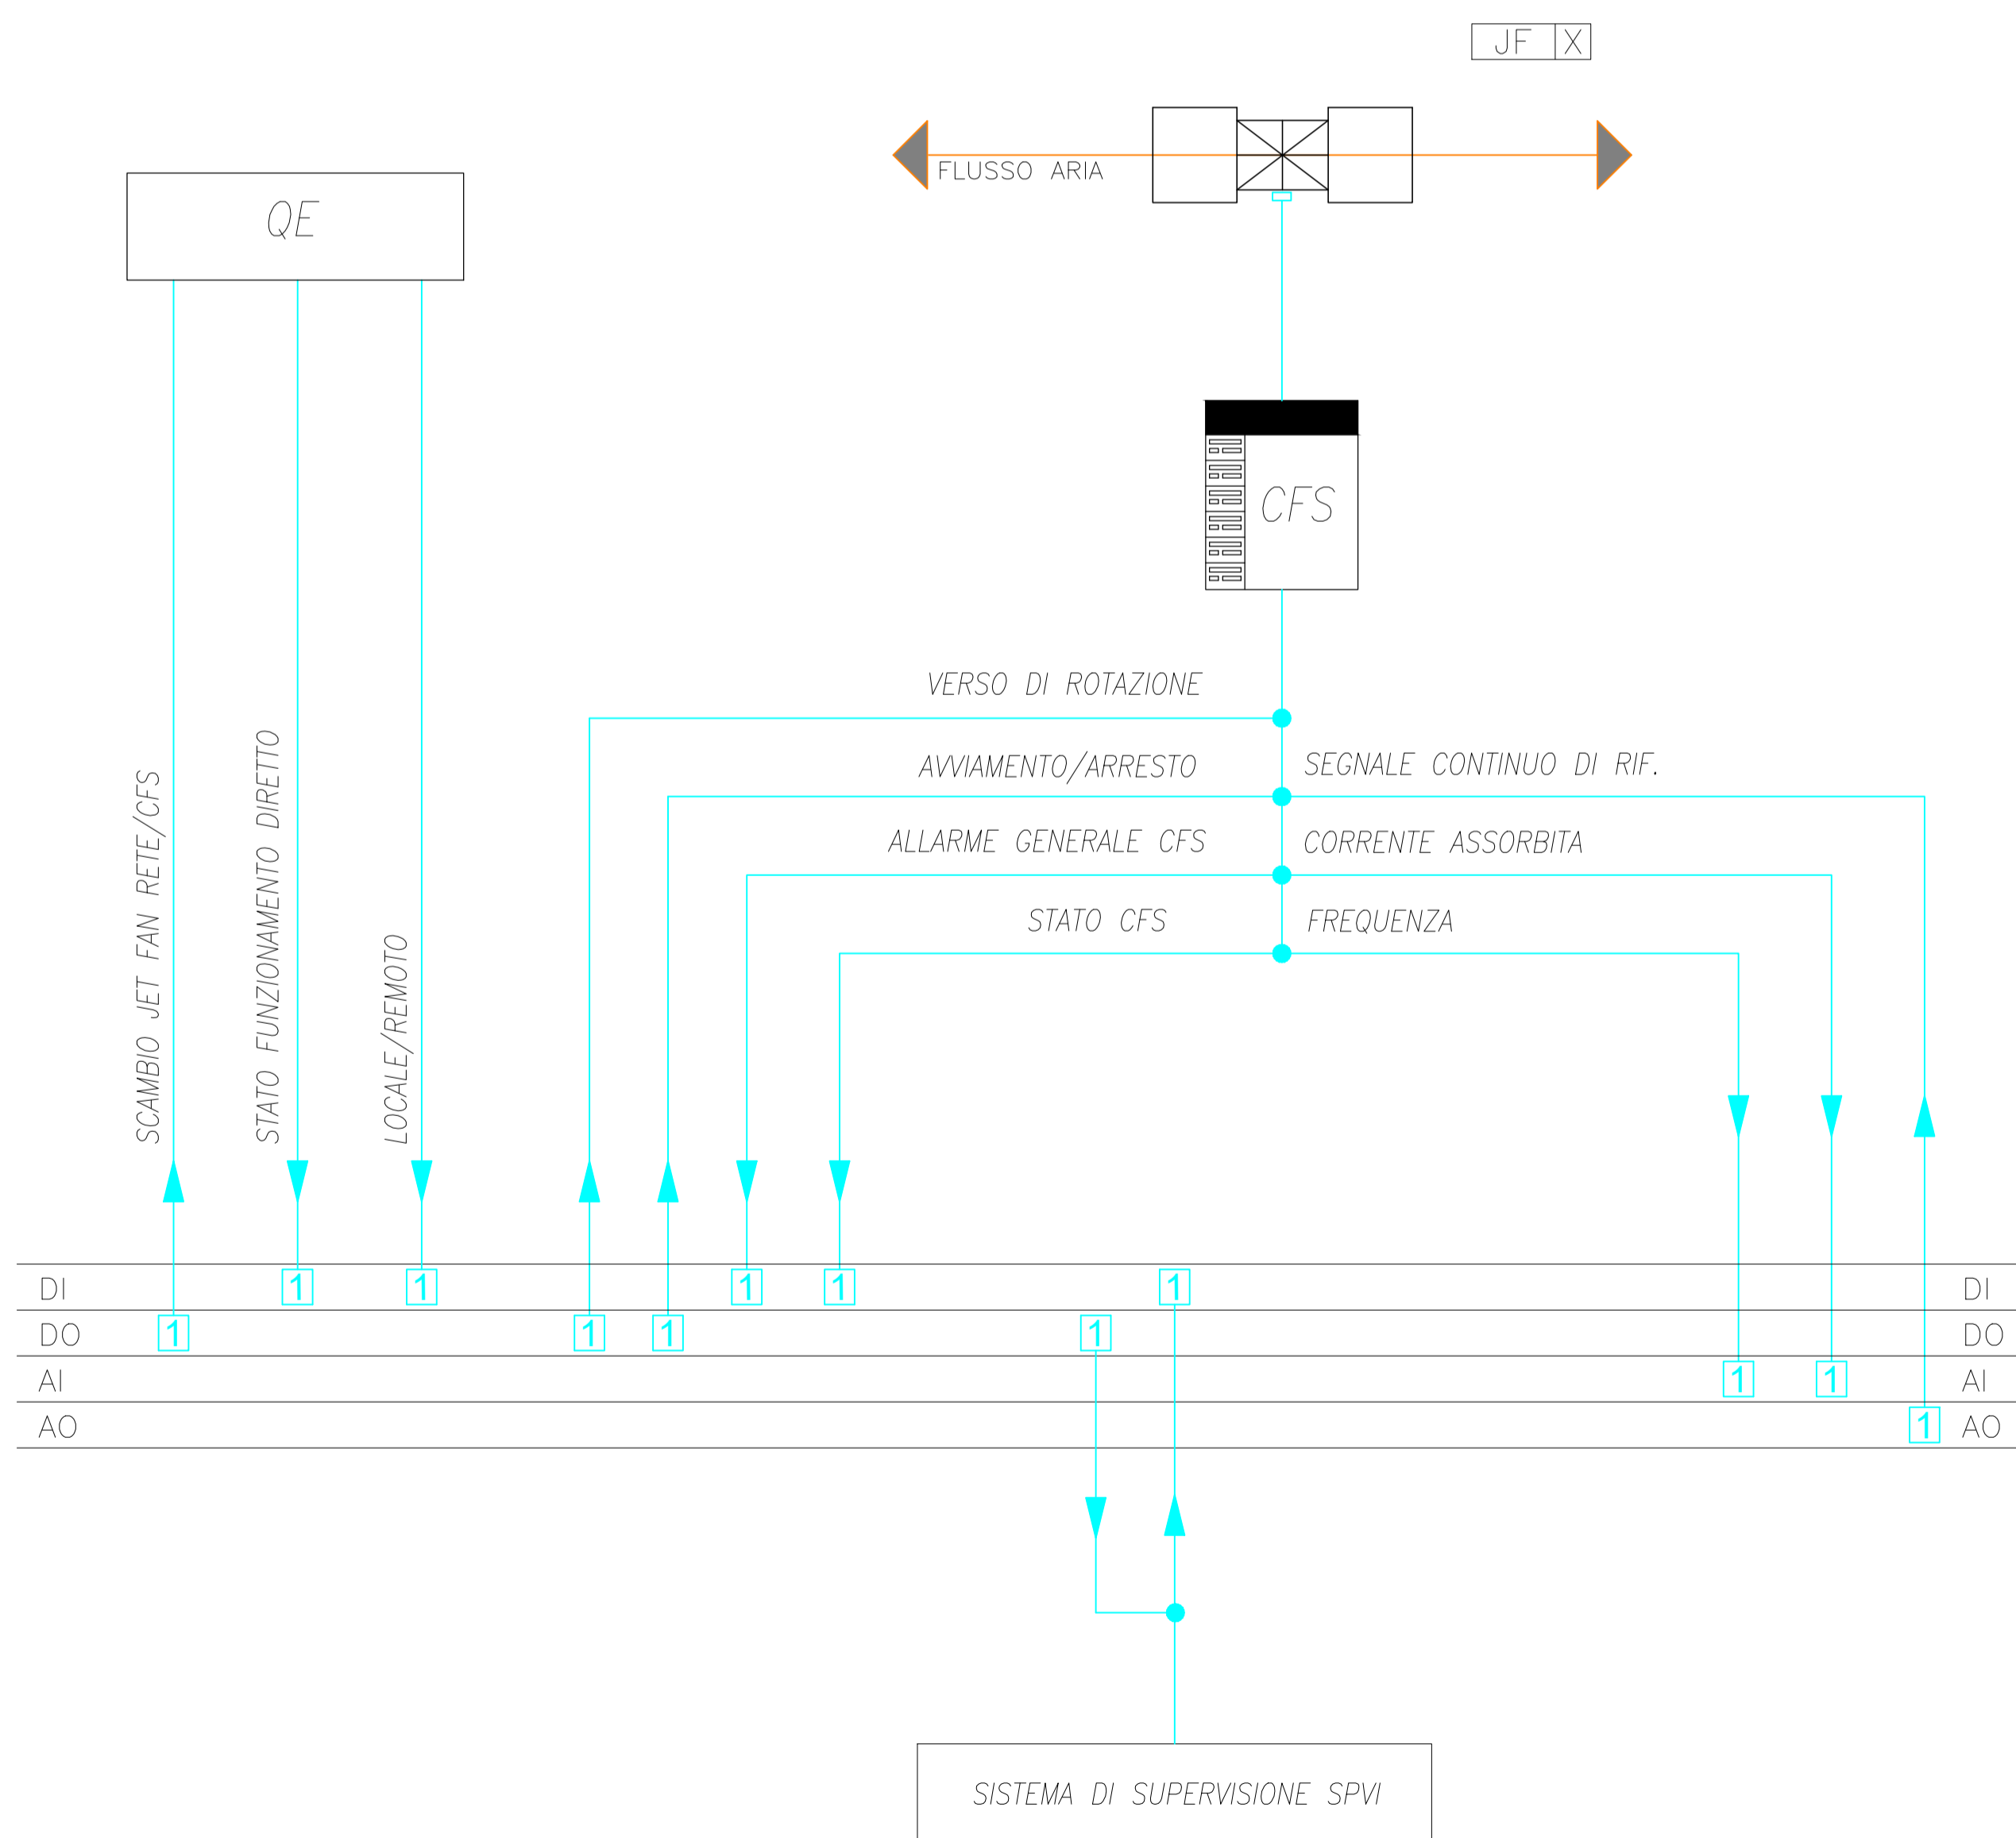 JF X
FLUSSO ARIA
QE
CFS
VERSO DI ROTAZIONE
AVVIAMENTO/ARRESTO
SEGNALE CONTINUO DI RIF.
ALLARME GENERALE CFS
CORRENTE ASSORBITA
STATO CFS
FREQUENZA
SCAMBIO JET FAN RETE/CFS
STATO FUNZIONAMENTO DIRETTO
LOCALE/REMOTO
DI 1 1 1 1 1 DI
DO 1 1 1 1 DO
AI 1 1 AI
AO 1 AO
SISTEMA DI SUPERVISIONE SPVI